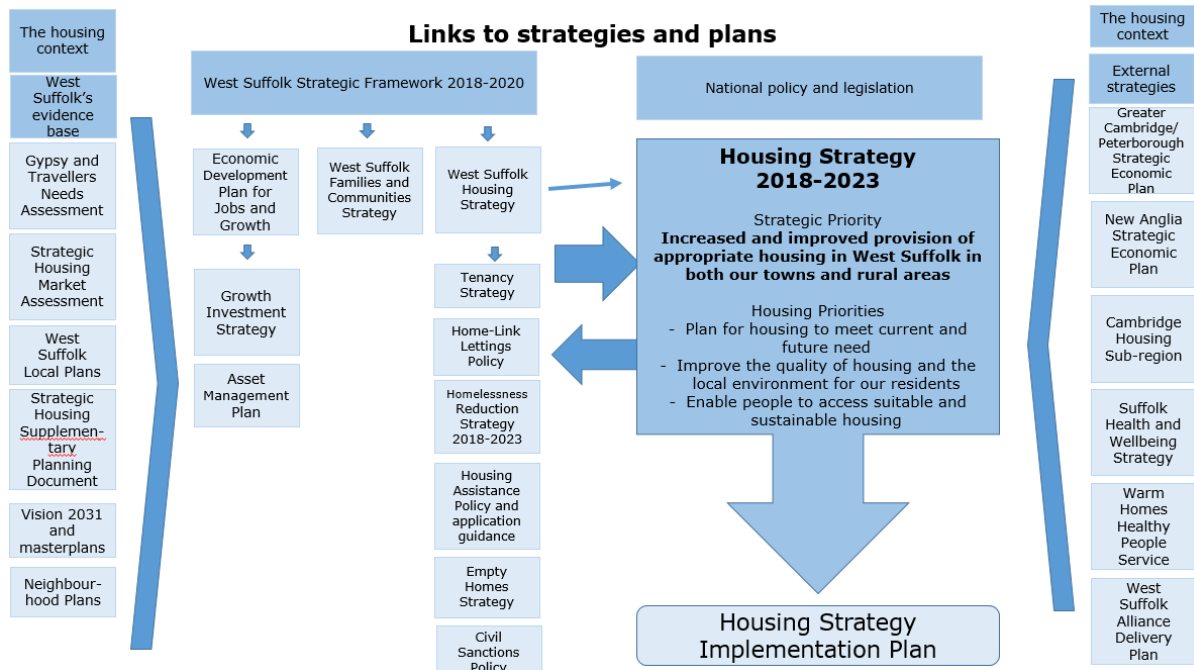 Links to strategies and plans
The housing
context
West
Suffolk's
evidence
base
Gypsy and
Travellers
Needs
Assessment
Strategic
Housing
Market
Assessment
West
Suffolk
Local Plans
Strategic
Housing
Supplemen-
tary
Planning
Document
Vision 2031
and
masterplans
Neighbour-
hood Plans
West Suffolk Strategic Framework 2018-2020
Economic
Development
Plan for
Jobs and
Growth
Growth
Investment
Strategy
Asset
Management
Plan
West Suffolk
Families and
Communities
Strategy
West Suffolk
Housing
Strategy
Tenancy
Strategy
Home-Link
Lettings
Policy
Homelessness
Reduction
Strategy
2018-2023
Housing
Assistance
Policy and
application
guidance
Empty
Homes
Strategy
Civil
Sanctions
Policy
National policy and legislation
Housing Strategy
2018-2023
Strategic Priority
Increased and improved provision of
appropriate housing in West Suffolk in
both our towns and rural areas
Housing Priorities
- Plan for housing to meet current and
future need
- Improve the quality of housing and the
local environment for our residents
- Enable people to access suitable and
sustainable housing
Housing Strategy
Implementation Plan
The housing
context
External
strategies
Greater
Cambridge/
Peterborough
Strategic
Economic
Plan
New Anglia
Strategic
Economic
Plan
Cambridge
Housing
Sub-region
Suffolk
Health and
Wellbeing
Strategy
Warm
Homes
Healthy
People
Service
West
Suffolk
Alliance
Delivery
Plan